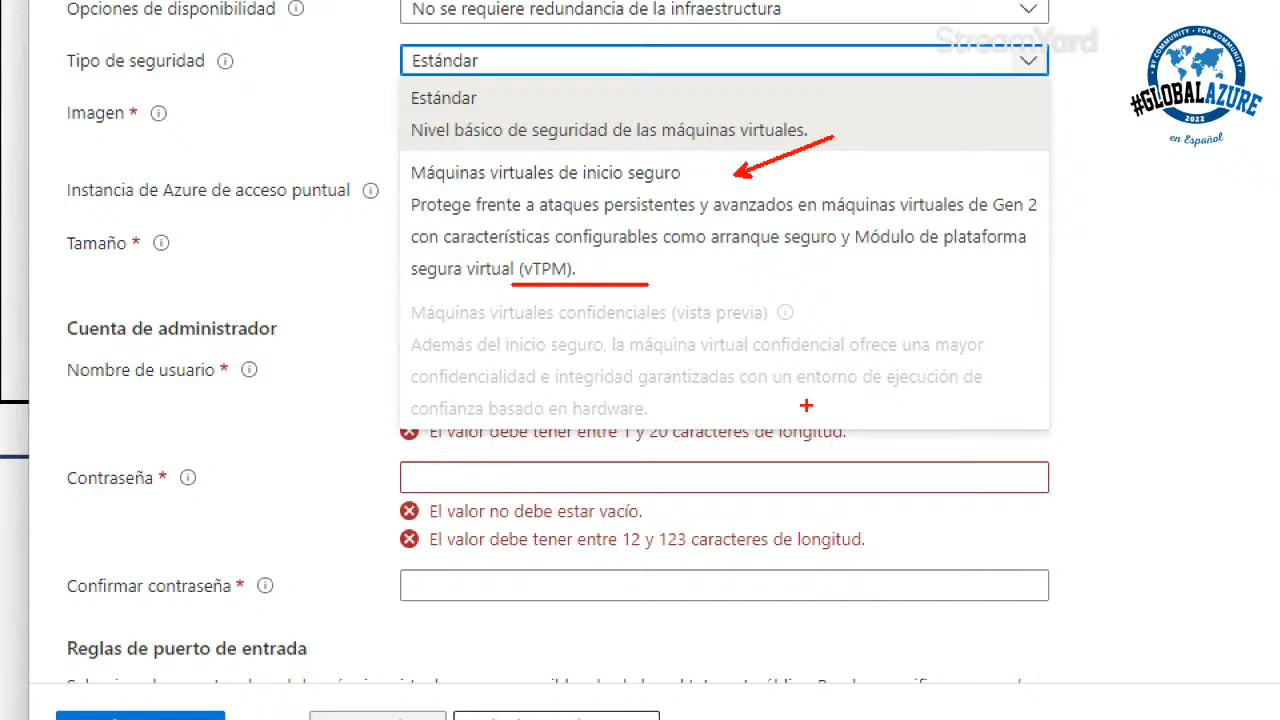 Opciones de disponibilidad
No se requiere redundancia de la infraestructura
StreamYard
Tipo de seguridad
Estándar
Estándar
Nivel básico de seguridad de las máquinas virtuales.
Imagen *
Máquinas virtuales de inicio seguro
Protege frente a ataques persistentes y avanzados en máquinas virtuales de Gen 2
con características configurables como arranque seguro y Módulo de plataforma
segura virtual (vTPM).
Instancia de Azure de acceso puntual
Tamaño *
Máquinas virtuales confidenciales (vista previa)
Además del inicio seguro, la máquina virtual confidencial ofrece una mayor
confidencialidad e integridad garantizadas con un entorno de ejecución de
confianza basado en hardware.
Cuenta de administrador
Nombre de usuario *
El valor debe tener entre 1 y 20 caracteres de longitud.
Contraseña *
El valor no debe estar vacío.
El valor debe tener entre 12 y 123 caracteres de longitud.
Confirmar contraseña *
Reglas de puerto de entrada
BY COMMUNITY · FOR COMMUNITY
#GLOBALAZURE
2022
en Español